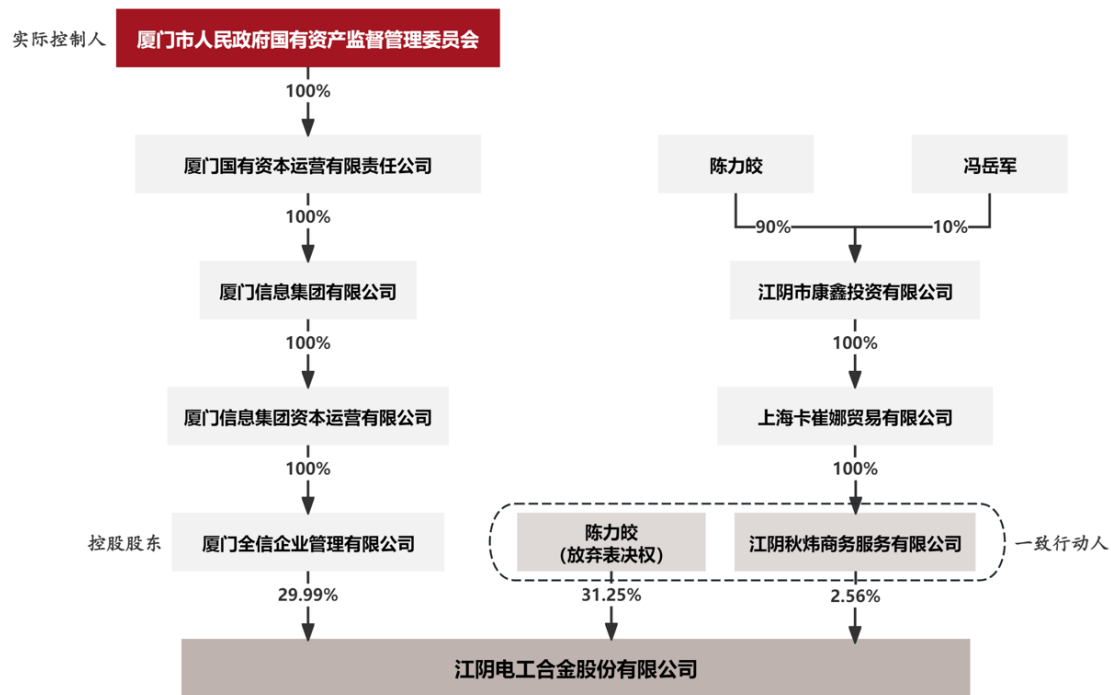 实际控制人
厦门市人民政府国有资产监督管理委员会
100%
厦门国有资本运营有限责任公司
陈力皎
冯岳军
100%
90%
10%
厦门信息集团有限公司
江阴市康鑫投资有限公司
100%
100%
厦门信息集团资本运营有限公司
上海卡崔娜贸易有限公司
100%
100%
控股股东
厦门全信企业管理有限公司
陈力皎
（放弃表决权）
江阴秋炜商务服务有限公司
一致行动人
29.99%
31.25%
2.56%
江阴电工合金股份有限公司